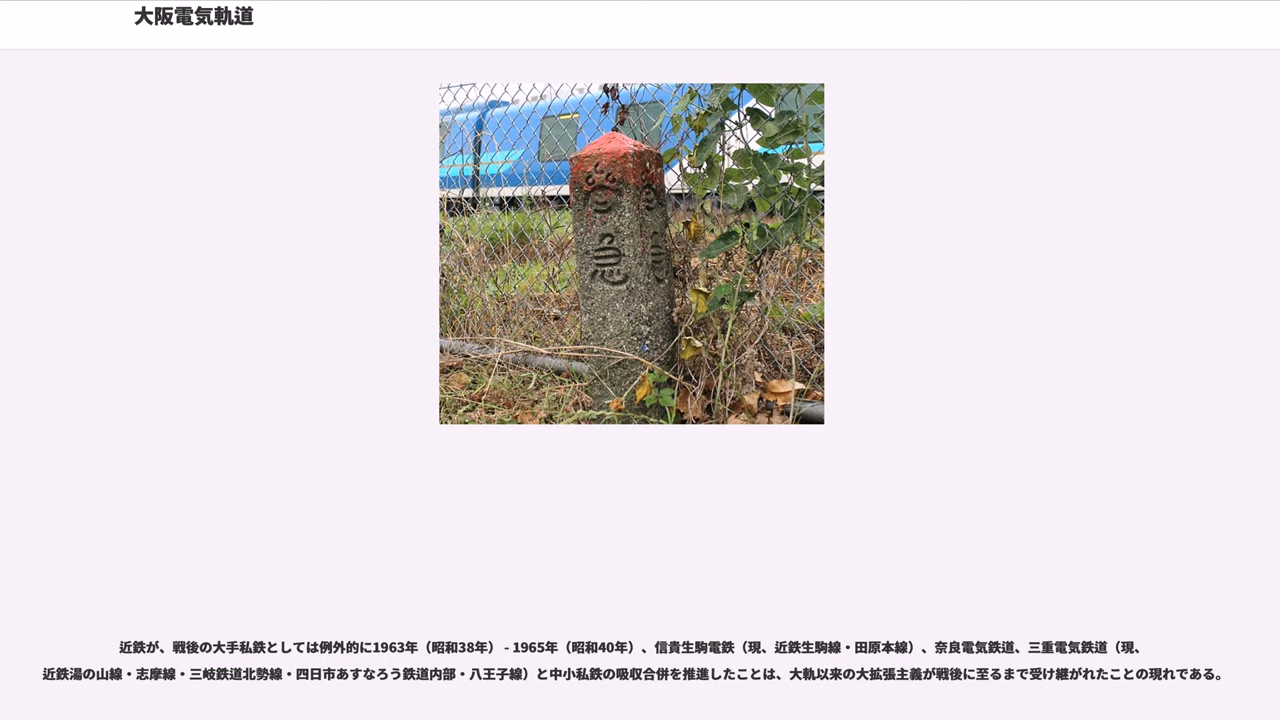 大阪電気軌道
急
近鉄が、戦後の大手私鉄としては例外的に1963年（昭和38年） - 1965年（昭和40年）、信貴生駒電鉄（現、近鉄生駒線・田原本線）、奈良電気鉄道、三重電気鉄道（現、
近鉄湯の山線・志摩線・三岐鉄道北勢線・四日市あすなろう鉄道内部・八王子線）と中小私鉄の吸収合併を推進したことは、大軌以来の大拡張主義が戦後に至るまで受け継がれたことの現れである。